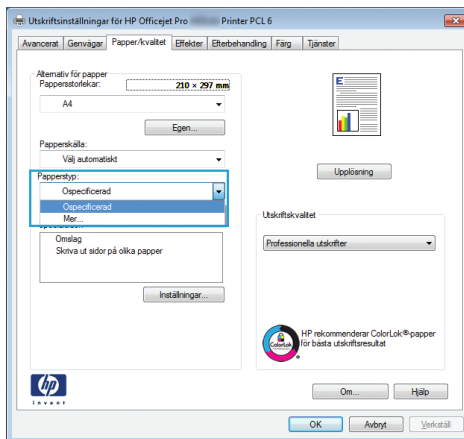 Utskriftsinställningar för HP Officejet Pro Printer PCL 6
Avancerat Genvägar Papper/kvalitet Effekter Efterbehandling Färg Tjänster
Alternativ för papper
Pappersstorlekar:
210 × 297 mm
A4
Egen...
Papperskälla:
Välj automatiskt
Papperstyp:
Ospecificerad
Ospecificerad
Mer...
Omslag
Skriva ut sidor på olika papper
Inställningar...
E
Upplösning
Utskriftskvalitet
Professionella utskrifter
ColorLok
HP rekommenderar ColorLok®-papper
för bästa utskriftsresultat
hp
invent
Om...
Hjälp
OK
Avbryt
Verkställ